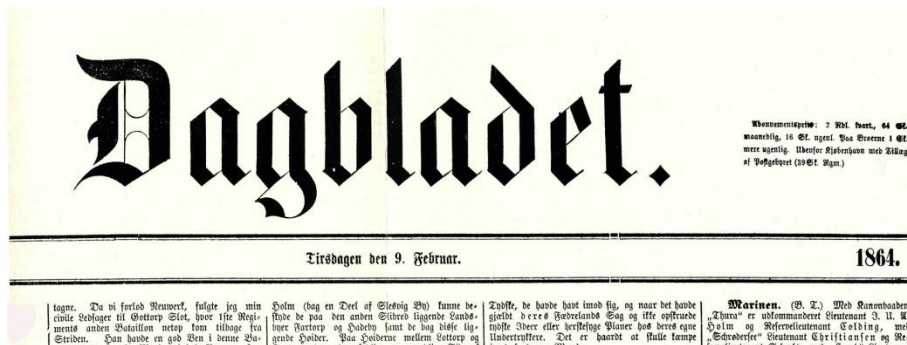 Dagbladet.
Abonnementspris: 2 Rbl. kvart., 64 Sk.
maanedlig, 16 Sk. ugenl. Paa Broerne 1 Sk.
mere ugenlig. Udenfor Kjøbenhavn med Tillæg
af Postgebyret (39 Sk. Rgm.)
Tirsdagen den 9. Februar.
1864.
tagne. Da vi forlod Neuwerk, fulgte jeg min
civile Ledsager til Gottorp Slot, hvor 1ste Regi-
ments anden Bataillon netop kom tilbage fra
Striden. Han havde en god Ven i denne Ba-
Holm (bag en Deel af Slesvig By) kunne be-
skyde de paa den anden Slibred liggende Lands-
byer Fartorp og Hadeby samt de bag disse lig-
gende Høider. Paa Høiderne mellem Lottorp og
Tydske, de havde havt imod sig, og naar det havde
gjældt deres Fædrelands Sag og ikke opskruede
tydske Ideer eller herskesyge Planer hos deres egne
Undertrykkere. Det er haardt at skulle kæmpe
Marinen. (B. T.) Med Kanonbaaden
„Thura“ er udkommanderet Lieutenant J. U. A.
Holm og Reservelieutenant Colding, med
„Schrødersee“ Lieutenant Christiansen og Re-